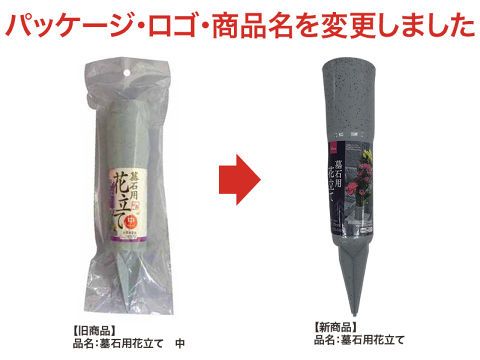 パッケージ・ロゴ・商品名を変更しました
墓石用
花立て
中
墓石用
花立て
【旧商品】
品名:墓石用花立て　中
【新商品】
品名:墓石用花立て